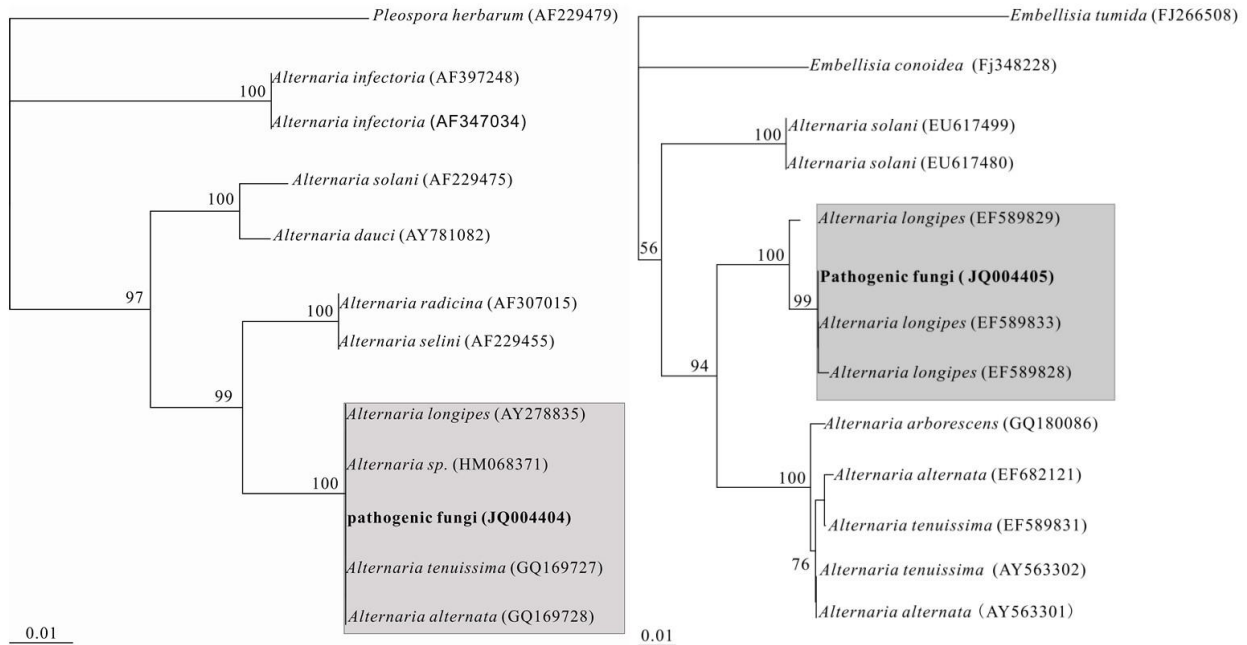 Pleospora herbarum (AF229479)
Alternaria infectoria (AF397248)
100
Alternaria infectoria (AF347034)
Alternaria solani (AF229475)
100
Alternaria dauci (AY781082)
97
Alternaria radicina (AF307015)
100
Alternaria selini (AF229455)
99
Alternaria longipes (AY278835)
Alternaria sp. (HM068371)
100
pathogenic fungi (JQ004404)
Alternaria tenuissima (GQ169727)
Alternaria alternata (GQ169728)
0.01
Embellisia tumida (FJ266508)
Embellisia conoidea (Fj348228)
Alternaria solani (EU617499)
100
Alternaria solani (EU617480)
Alternaria longipes (EF589829)
56
100
Pathogenic fungi ( JQ004405)
99
Alternaria longipes (EF589833)
94
Alternaria longipes (EF589828)
Alternaria arborescens (GQ180086)
100
Alternaria alternata (EF682121)
Alternaria tenuissima (EF589831)
76
Alternaria tenuissima (AY563302)
Alternaria alternata (AY563301)
0.01